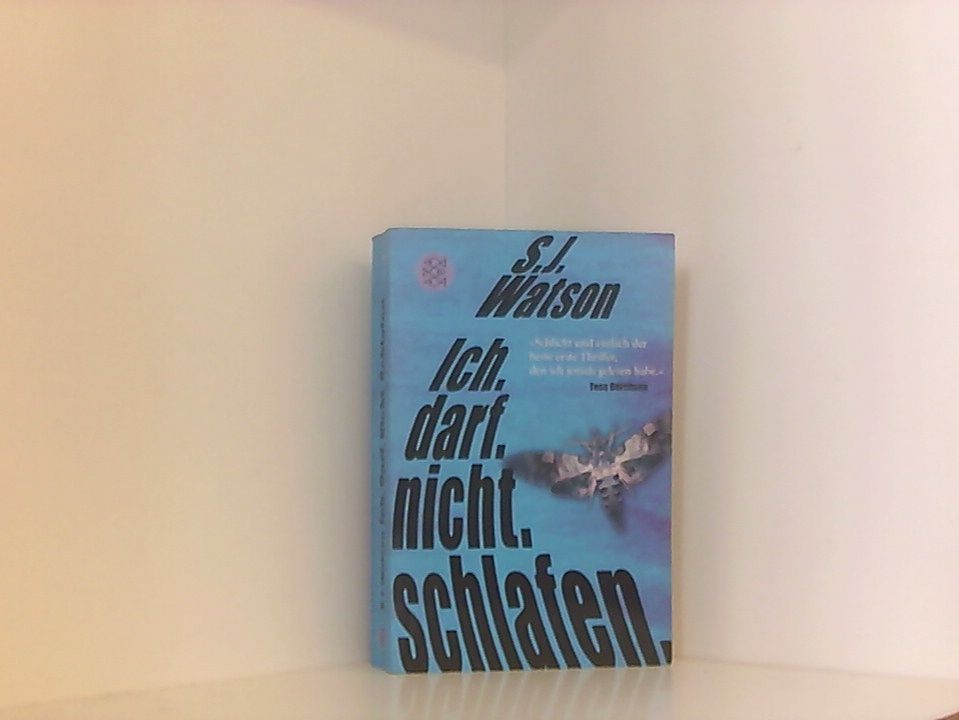 S.J.
Watson
»Schlicht und einfach der
beste erste Thriller,
den ich jemals gelesen habe.«
Tess Gerritsen
Ich.
darf.
nicht.
schlafen.